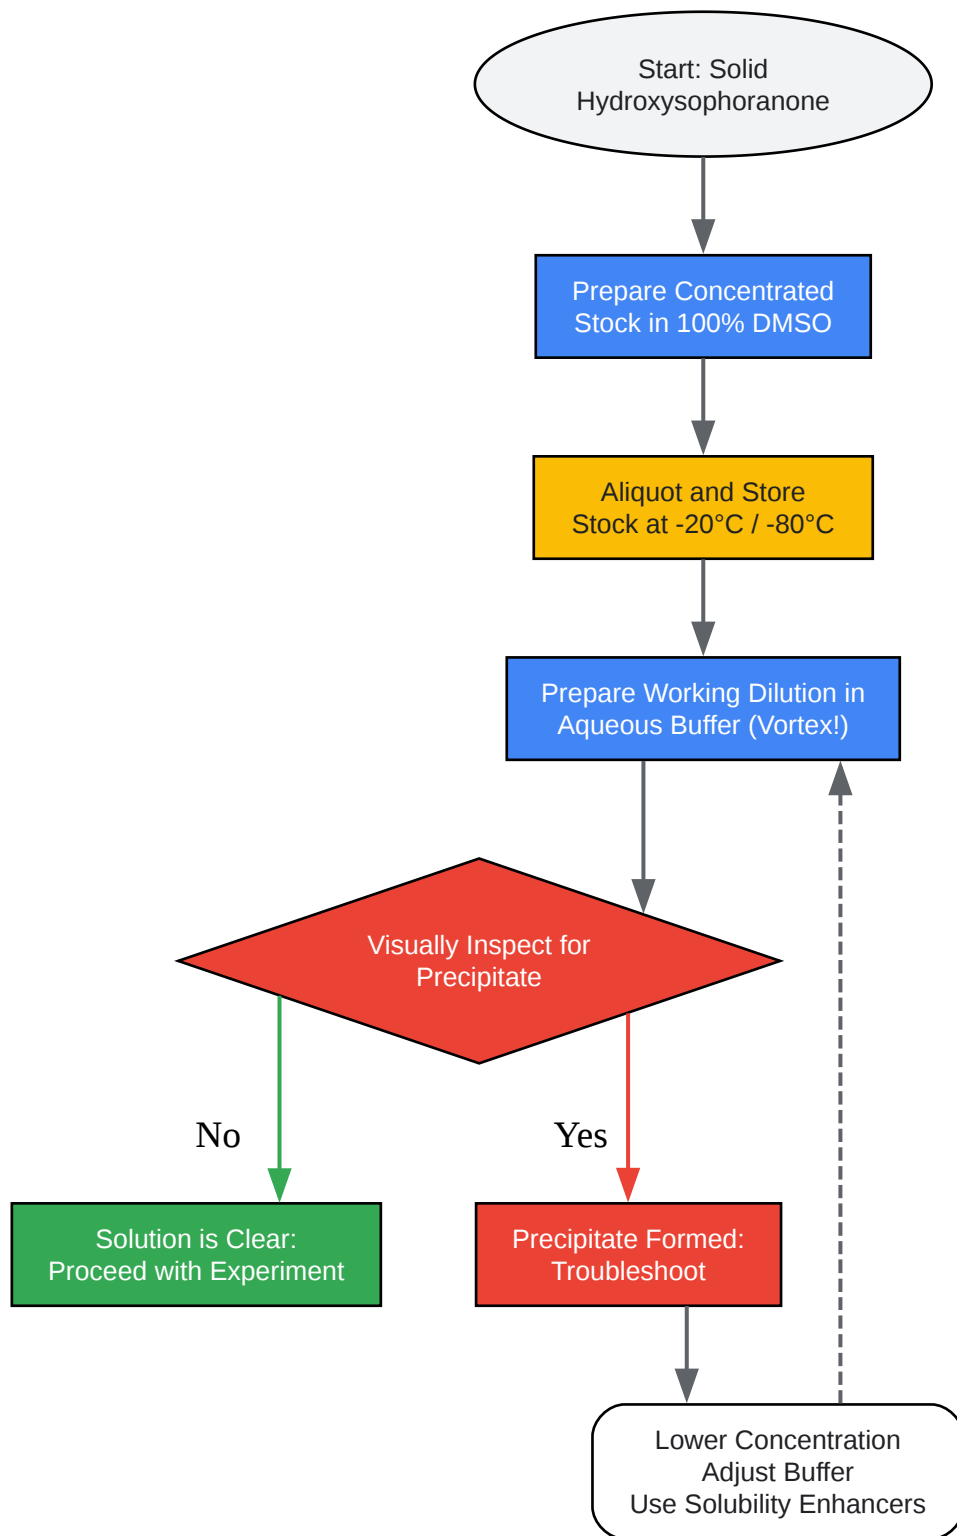 Start: Solid
Hydroxysophoranone
Prepare Concentrated
Stock in 100% DMSO
Aliquot and Store
Stock at -20°C / -80°C
Prepare Working Dilution in
Aqueous Buffer (Vortex!)
Visually Inspect for
Precipitate
No
Yes
Solution is Clear:
Proceed with Experiment
Precipitate Formed:
Troubleshoot
Lower Concentration
Adjust Buffer
Use Solubility Enhancers